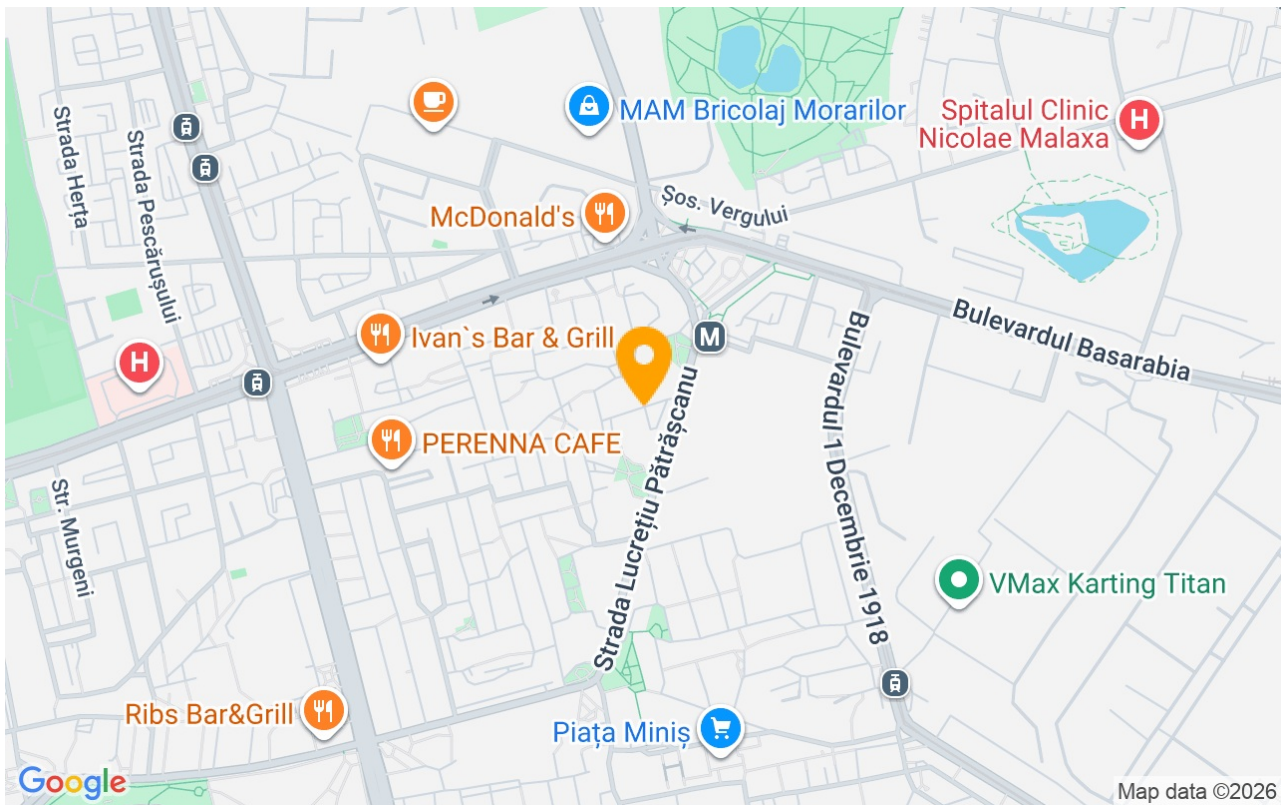 MAM Bricolaj Morarilor
Spitalul Clinic
Nicolae Malaxa
H
Strada Herța
Strada Pescărușului
Șos. Vergului
McDonald's
Bulevardul Basarabia
Ivan`s Bar & Grill
M
H
Bulevardul 1 Decembrie 1918
PERENNA CAFE
Strada Lucrețiu Pătrășcanu
Str. Murgeni
VMax Karting Titan
Ribs Bar&Grill
Piața Miniș
Google
Map data ©2026